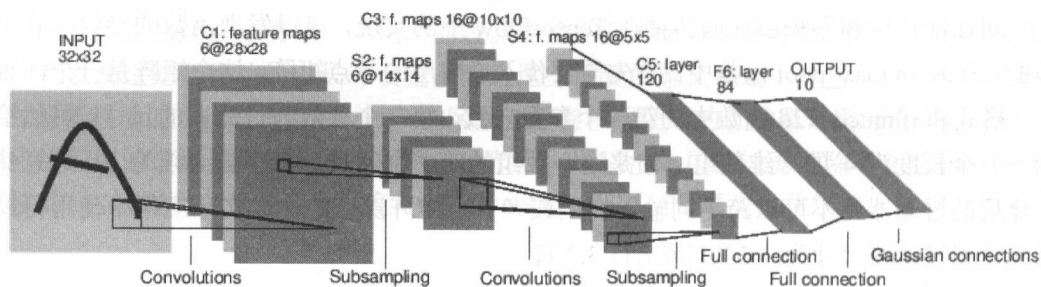 INPUT
32x32
C1: feature maps
6@28x28
S2: f. maps
6@14x14
C3: f. maps 16@10x10
S4: f. maps 16@5x5
C5: layer
120
F6: layer
84
OUTPUT
10
Convolutions
Subsampling
Convolutions
Subsampling
Full connection
Full connection
Gaussian connections